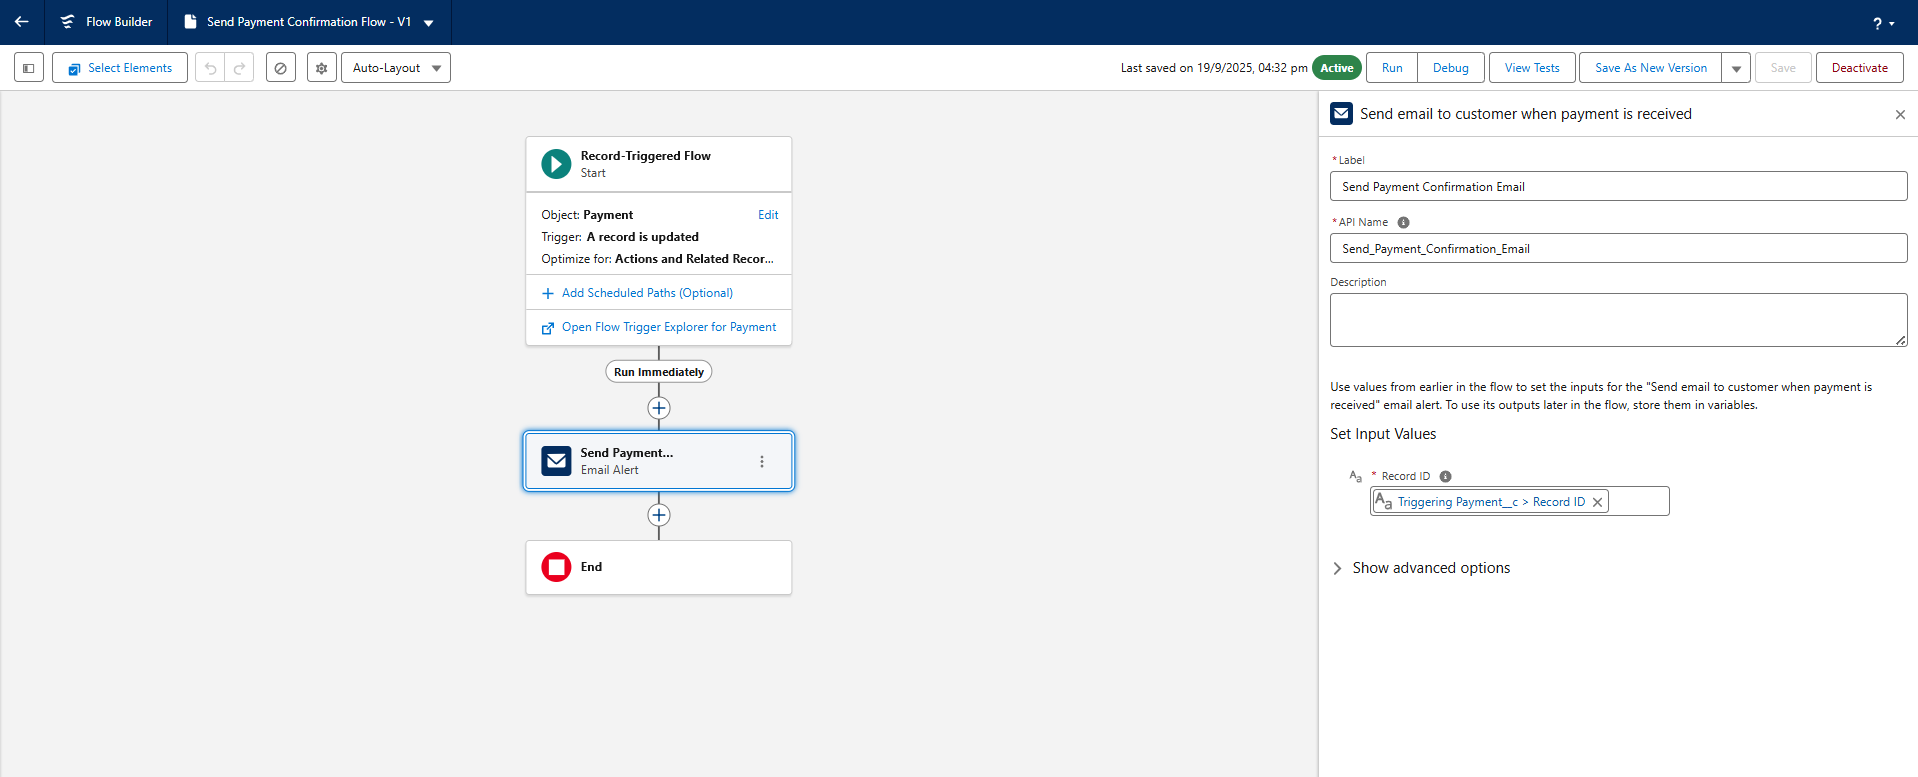 Flow Builder
Send Payment Confirmation Flow - V1
?
Select Elements
Auto-Layout
Last saved on 19/9/2025, 04:32 pm
Active
Run
Debug
View Tests
Save As New Version
Save
Deactivate
Record-Triggered Flow
Start
Object: Payment
Edit
Trigger: A record is updated
Optimize for: Actions and Related Recor...
Add Scheduled Paths (Optional)
Open Flow Trigger Explorer for Payment
Run Immediately
Send Payment...
Email Alert
End
Send email to customer when payment is received
* Label
Send Payment Confirmation Email
* API Name
Send_Payment_Confirmation_Email
Description
Use values from earlier in the flow to set the inputs for the "Send email to customer when payment is
received" email alert. To use its outputs later in the flow, store them in variables.
Set Input Values
Aa * Record ID
Aa Triggering Payment__c > Record ID
Show advanced options